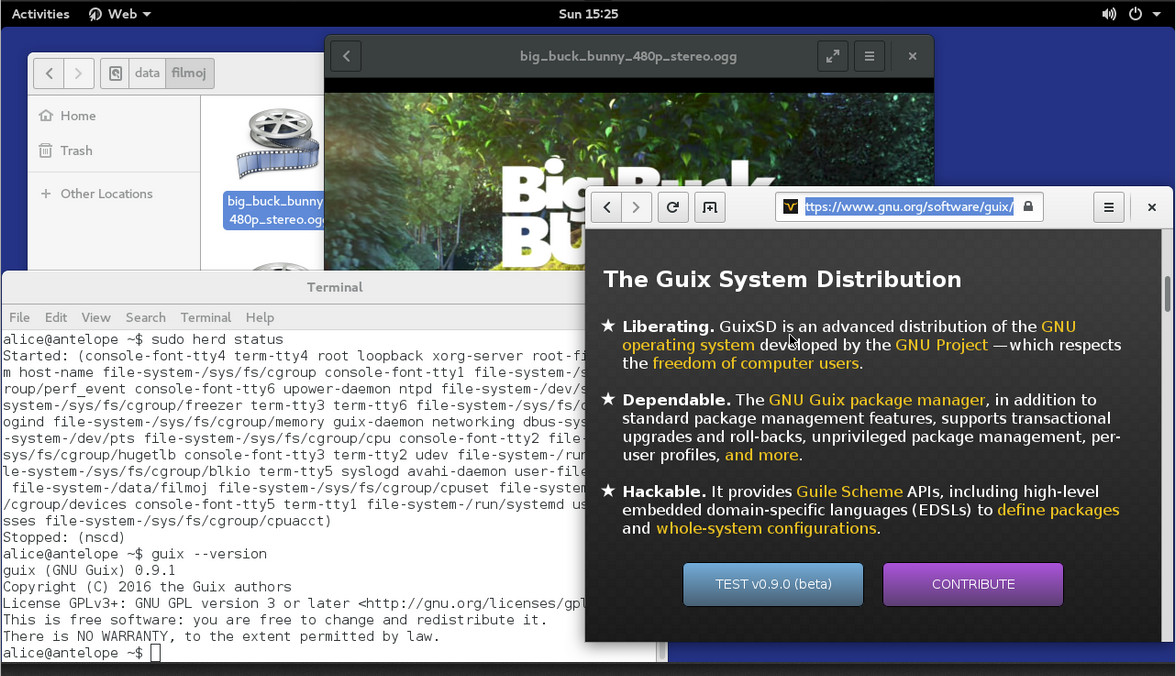 Activities Web Sun 15:25
big_buck_bunny_480p_stereo.ogg
data filmoj
Home
Trash
Other Locations
big_buck_bunny
480p_stereo.ogg
Big Buck
BU
ttps://www.gnu.org/software/guix/
The Guix System Distribution
★ Liberating. GuixSD is an advanced distribution of the GNU
operating system developed by the GNU Project —which respects
the freedom of computer users.
★ Dependable. The GNU Guix package manager, in addition to
standard package management features, supports transactional
upgrades and roll-backs, unprivileged package management, per-
user profiles, and more.
★ Hackable. It provides Guile Scheme APIs, including high-level
embedded domain-specific languages (EDSLs) to define packages
and whole-system configurations.
TEST v0.9.0 (beta) CONTRIBUTE
Terminal
File Edit View Search Terminal Help
alice@antelope ~$ sudo herd status
Started: (console-font-tty4 term-tty4 root loopback xorg-server root-fi
m host-name file-system-/sys/fs/cgroup console-font-tty1 file-system-/
roup/perf_event console-font-tty6 upower-daemon ntpd file-system-/dev/s
system-/sys/fs/cgroup/freezer term-tty3 term-tty6 file-system-/sys/fs/c
ogind file-system-/sys/fs/cgroup/memory guix-daemon networking dbus-sys
-system-/dev/pts file-system-/sys/fs/cgroup/cpu console-font-tty2 file-
sys/fs/cgroup/hugetlb console-font-tty3 term-tty2 udev file-system-/run
le-system-/sys/fs/cgroup/blkio term-tty5 syslogd avahi-daemon user-file
file-system-/data/filmoj file-system-/sys/fs/cgroup/cpuset file-system
/cgroup/devices console-font-tty5 term-tty1 file-system-/run/systemd us
sses file-system-/sys/fs/cgroup/cpuacct)
Stopped: (nscd)
alice@antelope ~$ guix --version
guix (GNU Guix) 0.9.1
Copyright (C) 2016 the Guix authors
License GPLv3+: GNU GPL version 3 or later <http://gnu.org/licenses/gpl
This is free software: you are free to change and redistribute it.
There is NO WARRANTY, to the extent permitted by law.
alice@antelope ~$